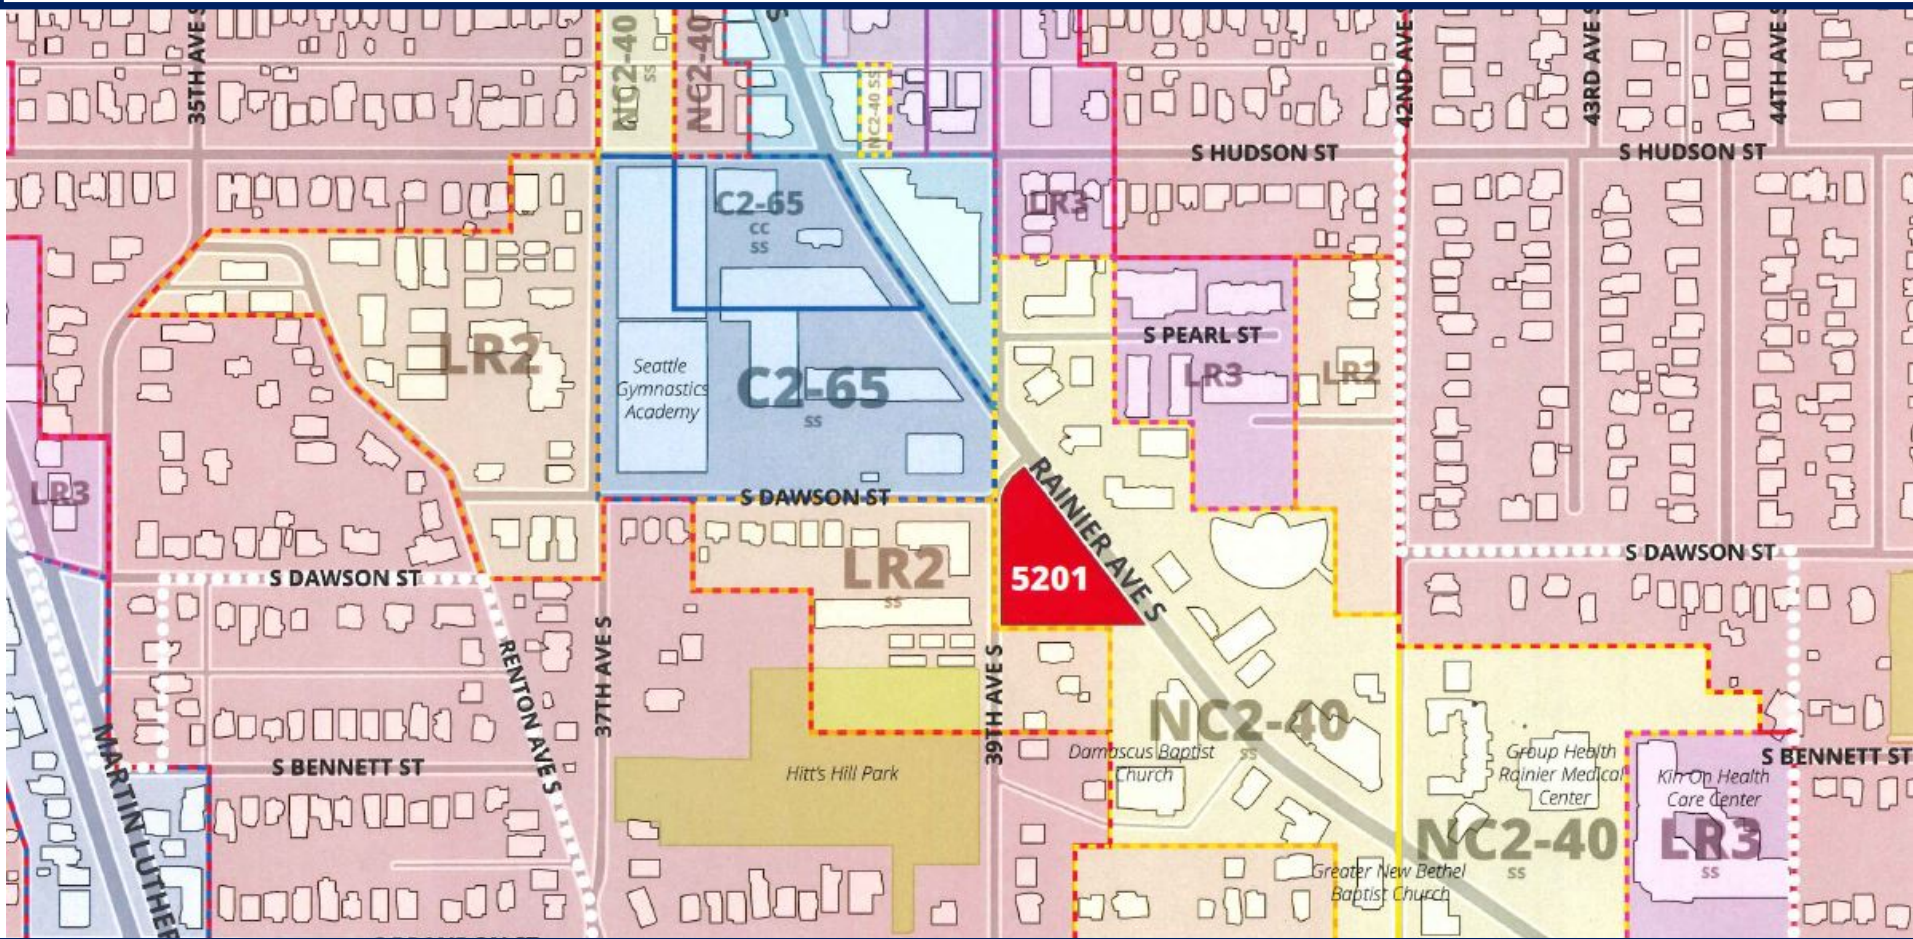 35TH AVE S
NC2-40
SS
NC2-40
S
NC2-40 SS
42ND AVE S
43RD AVE S
44TH AVE S
S HUDSON ST
S HUDSON ST
C2-65
CC
SS
LR3
S PEARL ST
LR2
Seattle
Gymnastics
Academy
C2-65
SS
LR3
LR2
LR3
S DAWSON ST
RAINIER AVE S
S DAWSON ST
S DAWSON ST
LR2
SS
5201
RENTON AVE S
37TH AVE S
39TH AVE S
NC2-40
SS
MARTIN LUTHER
S BENNETT ST
Hitt's Hill Park
Damascus Baptist
Church
Group Health
Rainier Medical
Center
Kin On Health
Care Center
S BENNETT ST
NC2-40
SS
LR3
SS
Greater New Bethel
Baptist Church